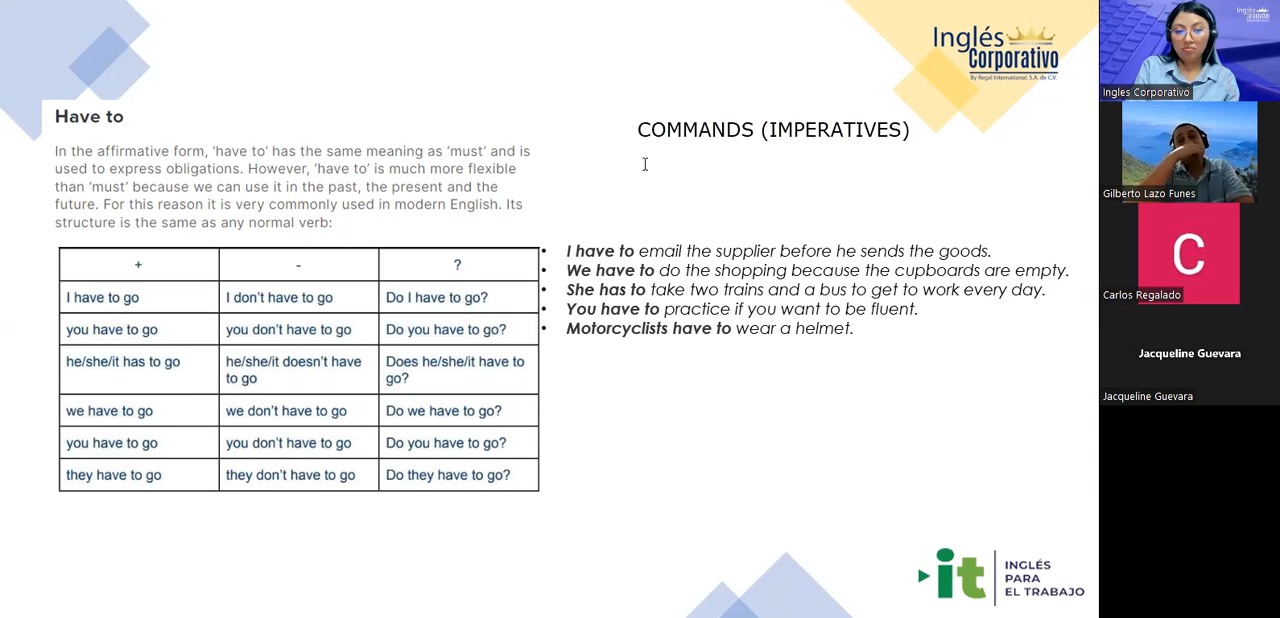 Inglés
Corporativo
By Regal International, S.A. de C.V.
Have to
In the affirmative form, ‘have to’ has the same meaning as ‘must’ and is
used to express obligations. However, ‘have to’ is much more flexible
than ‘must’ because we can use it in the past, the present and the
future. For this reason it is very commonly used in modern English. Its
structure is the same as any normal verb:
+ - ?
I have to go I don’t have to go Do I have to go?
you have to go you don’t have to go Do you have to go?
he/she/it has to go he/she/it doesn’t have Does he/she/it have to
to go go?
we have to go we don’t have to go Do we have to go?
you have to go you don’t have to go Do you have to go?
they have to go they don’t have to go Do they have to go?
COMMANDS (IMPERATIVES)
• I have to email the supplier before he sends the goods.
• We have to do the shopping because the cupboards are empty.
• She has to take two trains and a bus to get to work every day.
• You have to practice if you want to be fluent.
• Motorcyclists have to wear a helmet.
it
INGLÉS
PARA
EL TRABAJO
Inglés
Ingles Corporativo
Gilberto Lazo Funes
C
Carlos Regalado
Jacqueline Guevara
Jacqueline Guevara